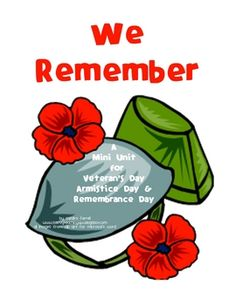 We
Remember
A
Mini Unit
for
Veteran's Day
Armistice Day &
Remembrance Day